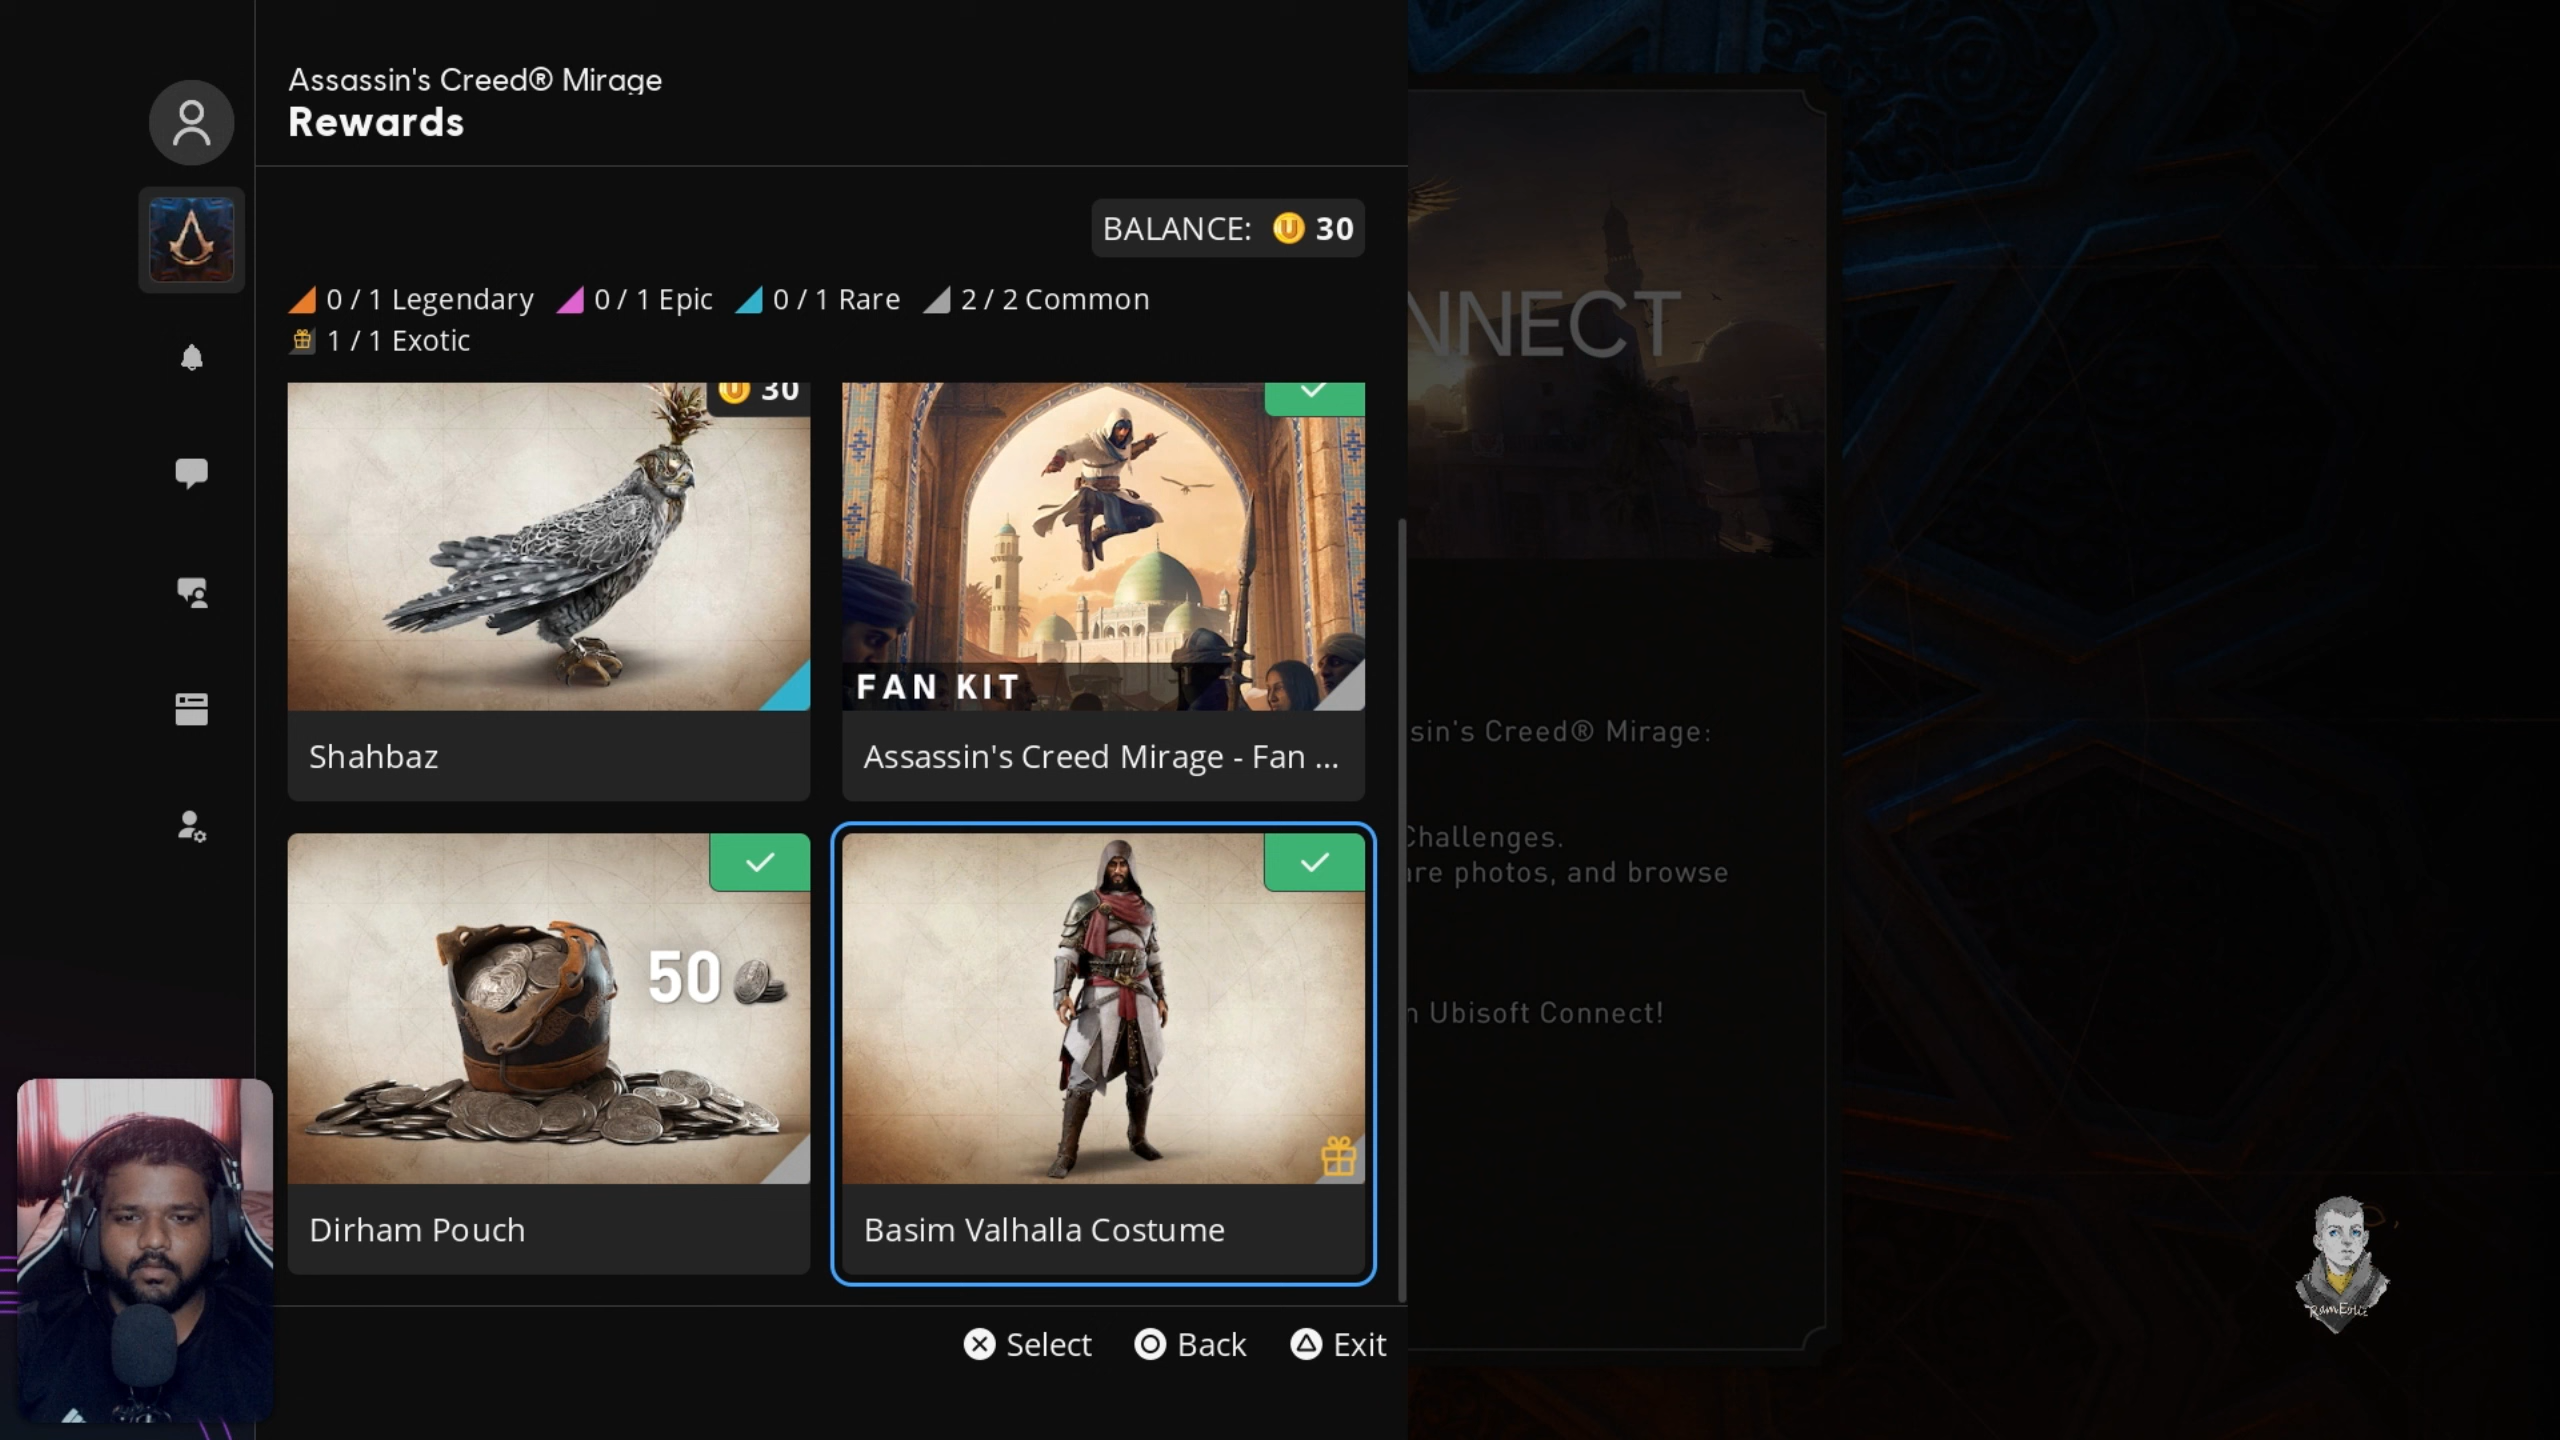 Assassin's Creed® Mirage
Rewards
BALANCE: 30
0 / 1 Legendary 0 / 1 Epic 0 / 1 Rare 2 / 2 Common
1 / 1 Exotic
30
FAN KIT
Shahbaz
Assassin's Creed Mirage - Fan ...
50
Dirham Pouch
Basim Valhalla Costume
Select Back Exit
NNECT
sin's Creed® Mirage:
Challenges.
re photos, and browse
Ubisoft Connect!